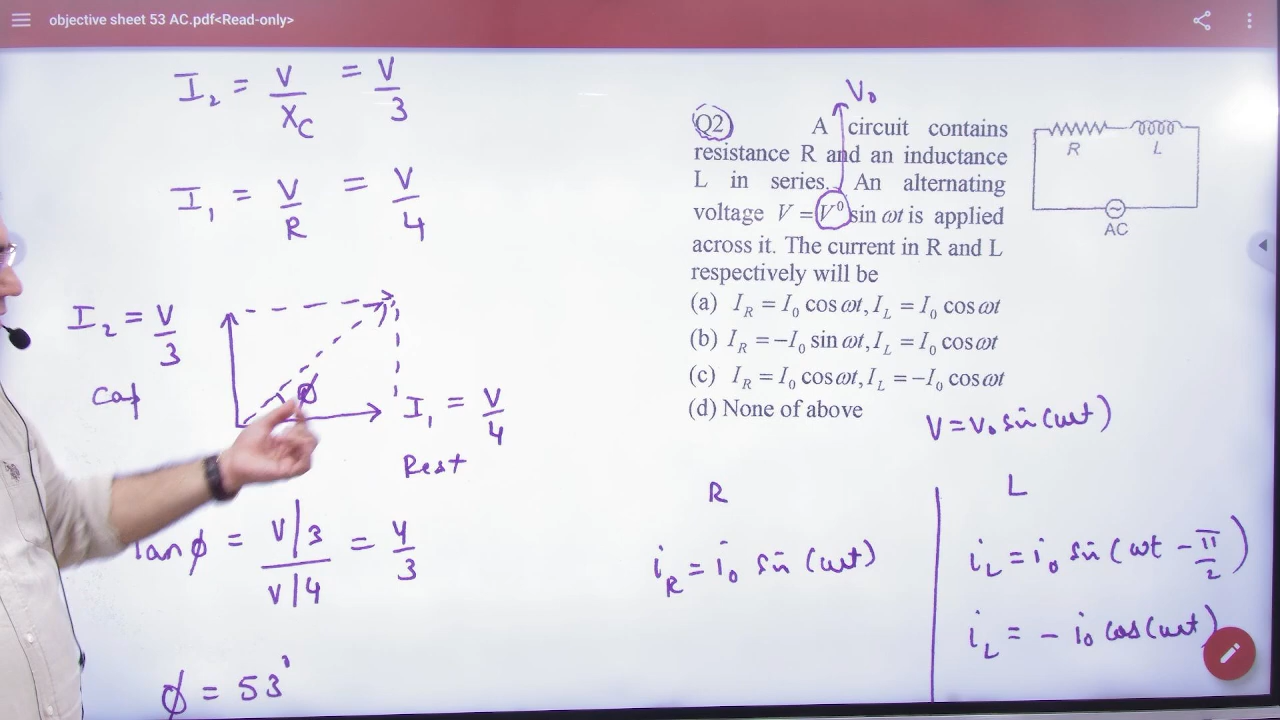 objective sheet 53 AC.pdf<Read-only>
I₂ = V/X_C = V/3
I₁ = V/R = V/4
I₂ = V/3
Cap
ϕ
I₁ = V/4
Rest
tanϕ = V/3 / V/4 = 4/3
ϕ = 53°
V₀
Q2 A circuit contains
resistance R and an inductance
L in series. An alternating
voltage V = V⁰ sin ωt is applied
across it. The current in R and L
respectively will be
(a) I_R = I₀ cos ωt, I_L = I₀ cos ωt
(b) I_R = −I₀ sin ωt, I_L = I₀ cos ωt
(c) I_R = I₀ cos ωt, I_L = −I₀ cos ωt
(d) None of above
R
L
AC
V = V₀ sin(ωt)
R
i_R = i₀ sin(ωt)
L
i_L = i₀ sin(ωt − π/2)
i_L = − i₀ cos(ωt)